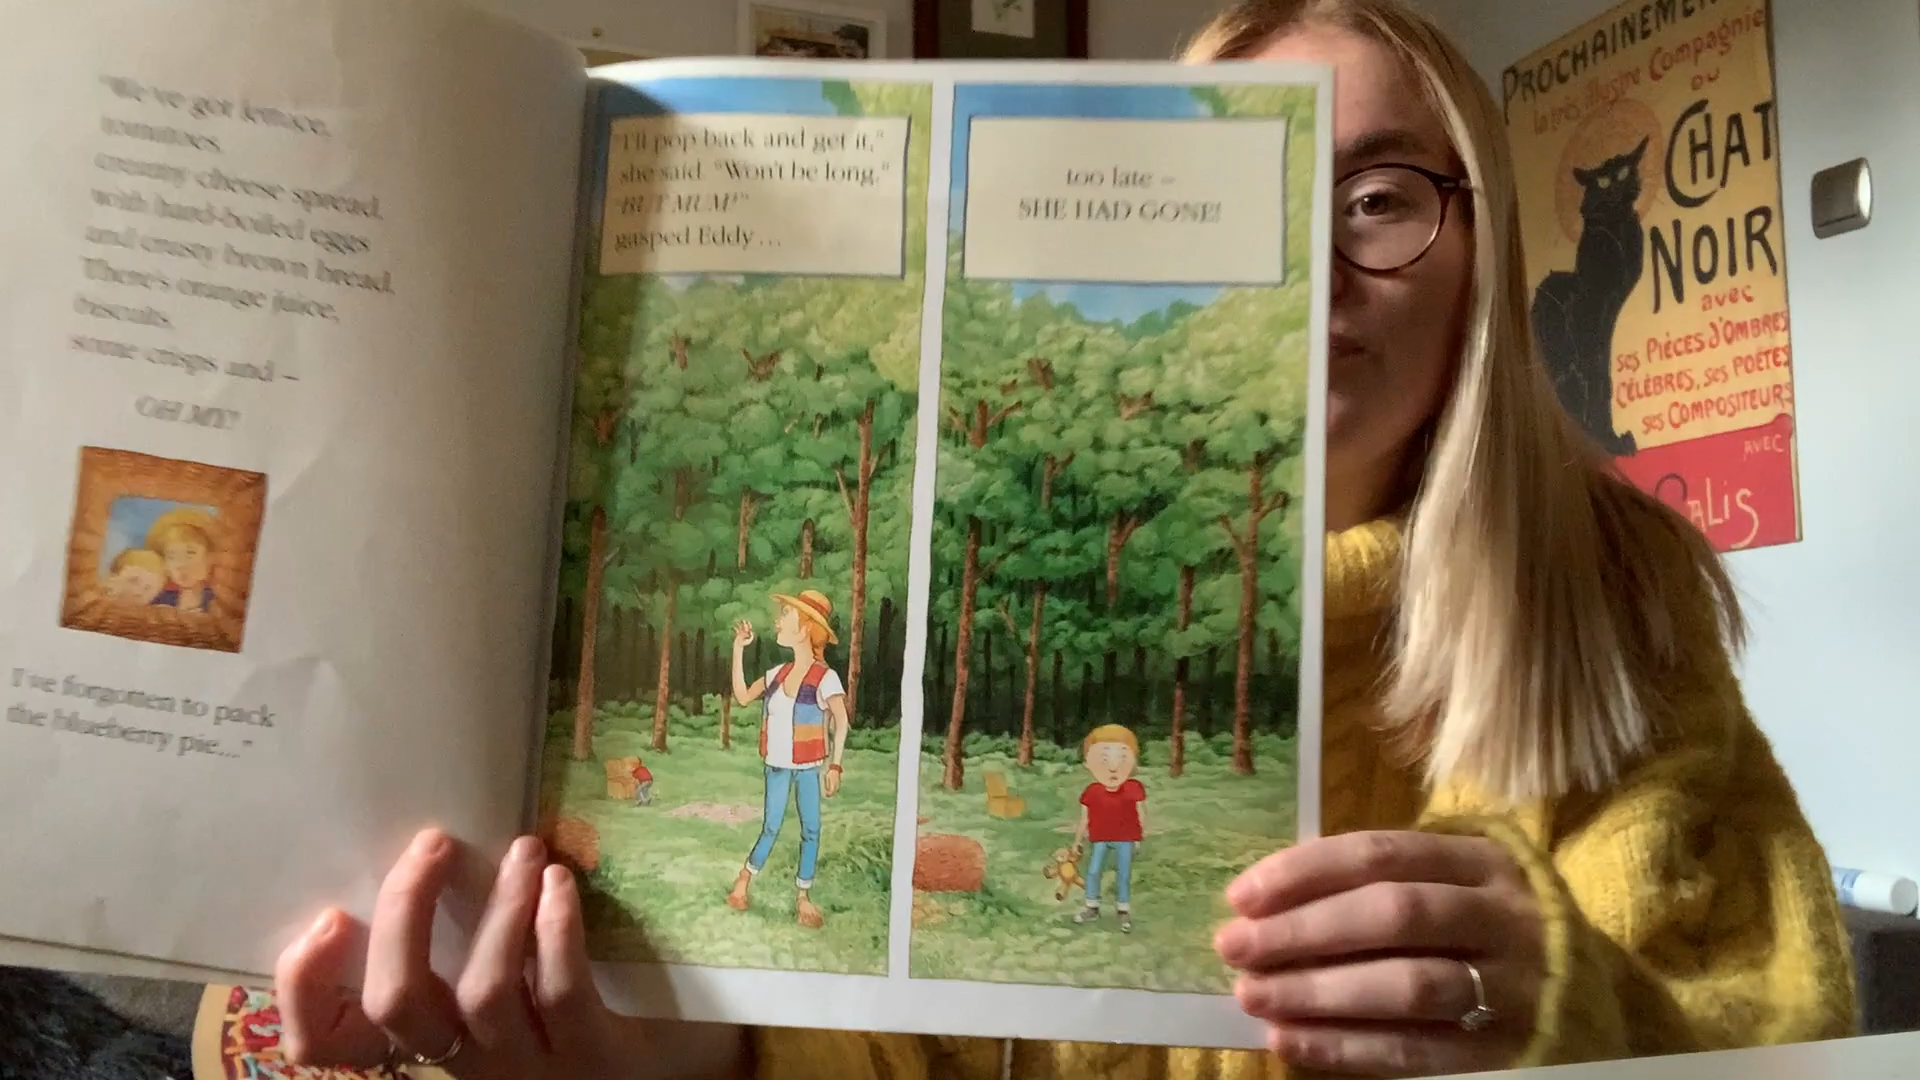 "We've got lettuce,
tomatoes,
creamy cheese spread,
with hard-boiled eggs
and crusty brown bread.
There's orange juice,
biscuits,
some crisps and –
OH MY!
I've forgotten to pack
the blueberry pie..."
"I'll pop back and get it,"
she said. "Won't be long."
"BUT MUM!"
gasped Eddy...
too late –
SHE HAD GONE!
PROCHAINEMEN
la très illustre Compagnie
DU
CHAT
NOIR
avec
ses PIÈCES D'OMBRES
CÉLÈBRES, ses POÈTES
ses COMPOSITEURS
AVEC
ALIS